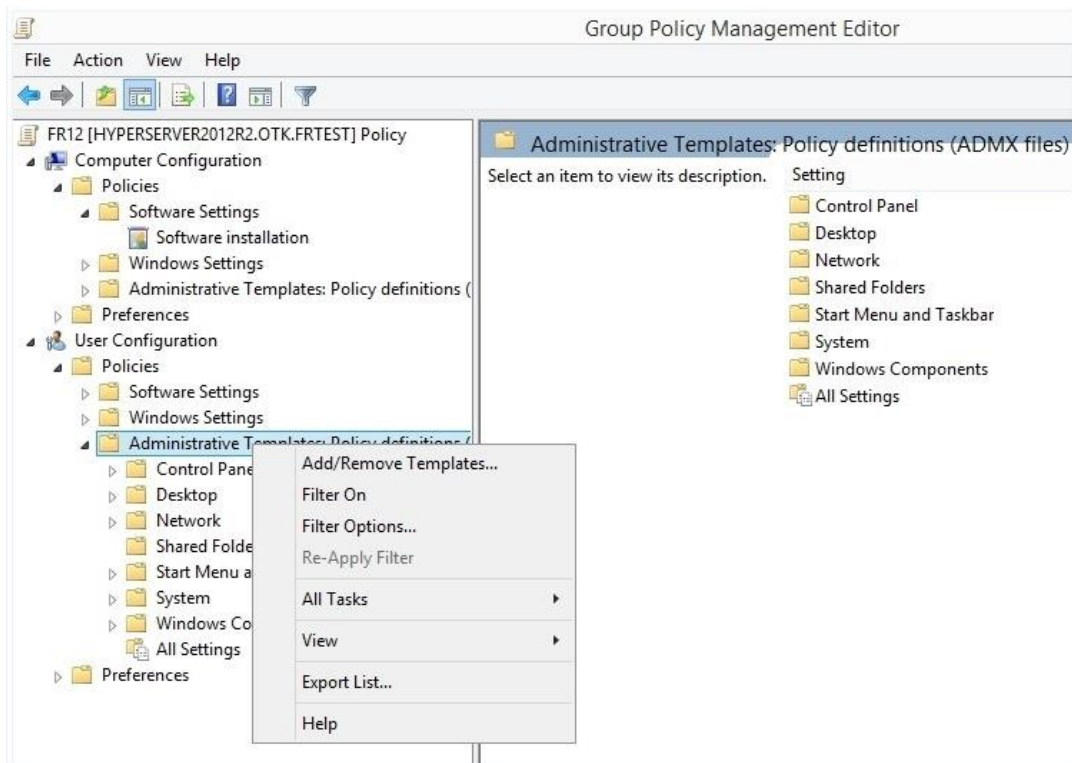 Group Policy Management Editor
File Action View Help
FR12 [HYPERSERVER2012R2.OTK.FRTEST] Policy
Computer Configuration
Policies
Software Settings
Software installation
Windows Settings
Administrative Templates: Policy definitions (
Preferences
User Configuration
Policies
Software Settings
Windows Settings
Administrative Templates: Policy definitions (
Control Pane
Desktop
Network
Shared Folde
Start Menu a
System
Windows Co
All Settings
Preferences
Add/Remove Templates...
Filter On
Filter Options...
Re-Apply Filter
All Tasks
View
Export List...
Help
Administrative Templates: Policy definitions (ADMX files)
Select an item to view its description.
Setting
Control Panel
Desktop
Network
Shared Folders
Start Menu and Taskbar
System
Windows Components
All Settings